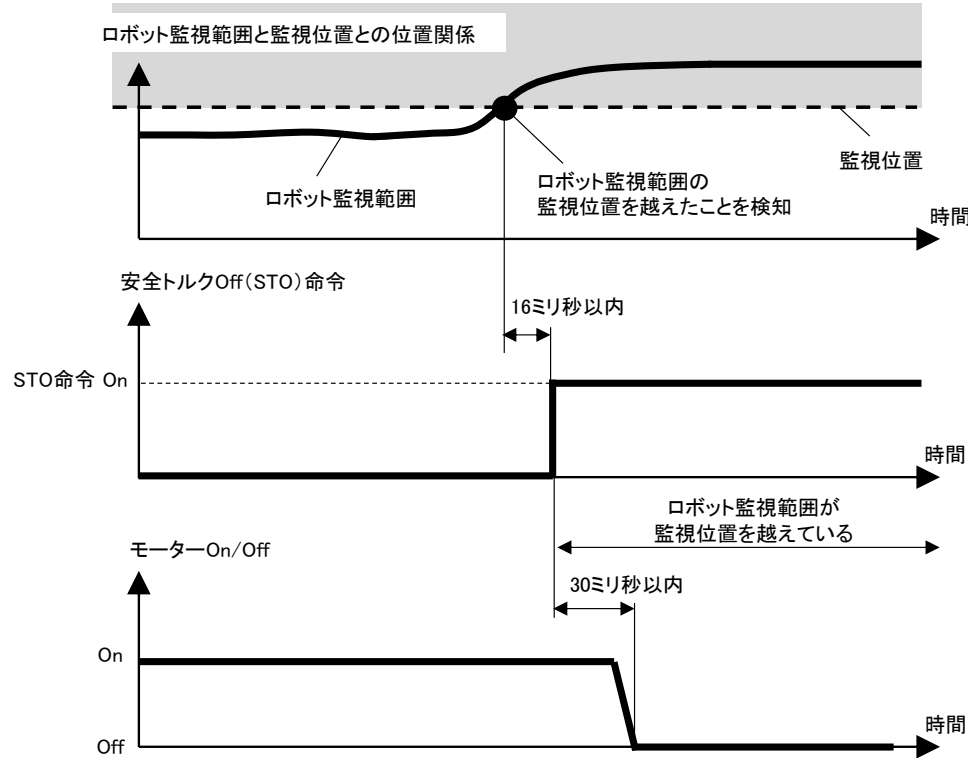 ロボット監視範囲と監視位置との位置関係
監視位置
ロボット監視範囲
ロボット監視範囲の
監視位置を越えたことを検知
時間
安全トルクOff(STO)命令
16ミリ秒以内
STO命令 On
時間
ロボット監視範囲が
監視位置を越えている
モーターOn/Off
30ミリ秒以内
On
時間
Off